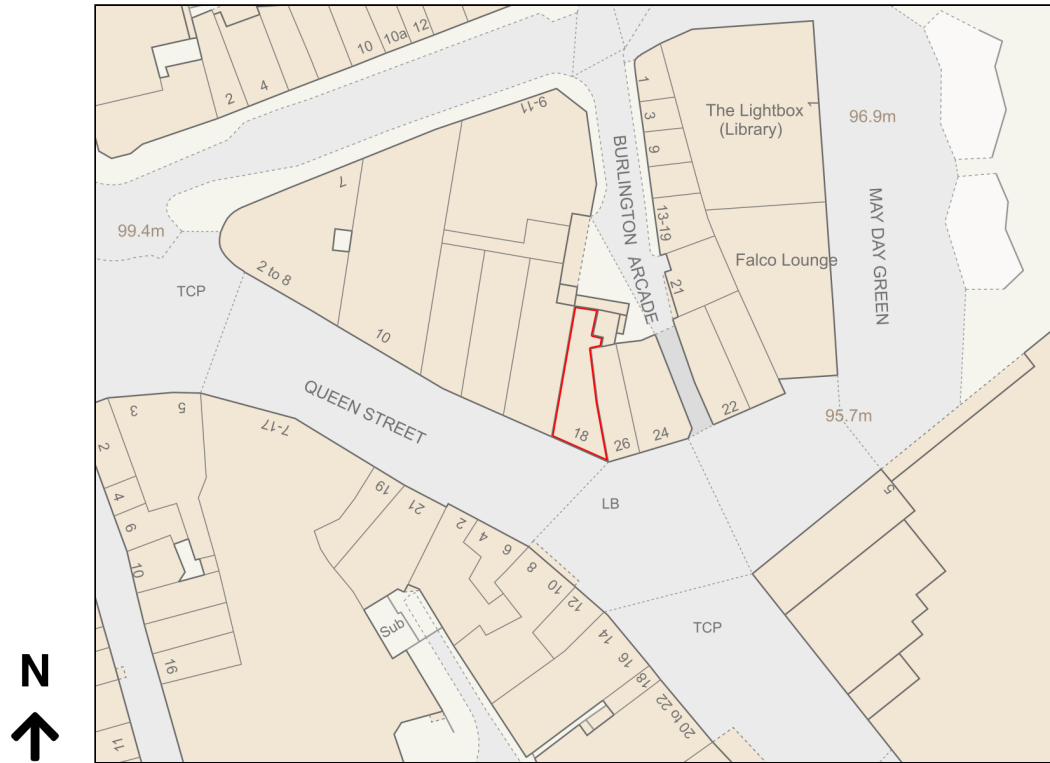 10
10a
12
2
4
9-11
1
3
9
13-19
21
The Lightbox
(Library)
1
96.9m
BURLINGTON ARCADE
MAY DAY GREEN
Falco Lounge
7
99.4m
2 to 8
TCP
10
QUEEN STREET
18
26
24
22
95.7m
3
5
7-17
2
4
6
10
16
11
19
21
2
4
6
8
10
12
14
16
18
20 to 22
LB
5
TCP
Sub
N